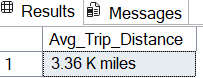 Results Messages
Avg_Trip_Distance
1 3.36 K miles